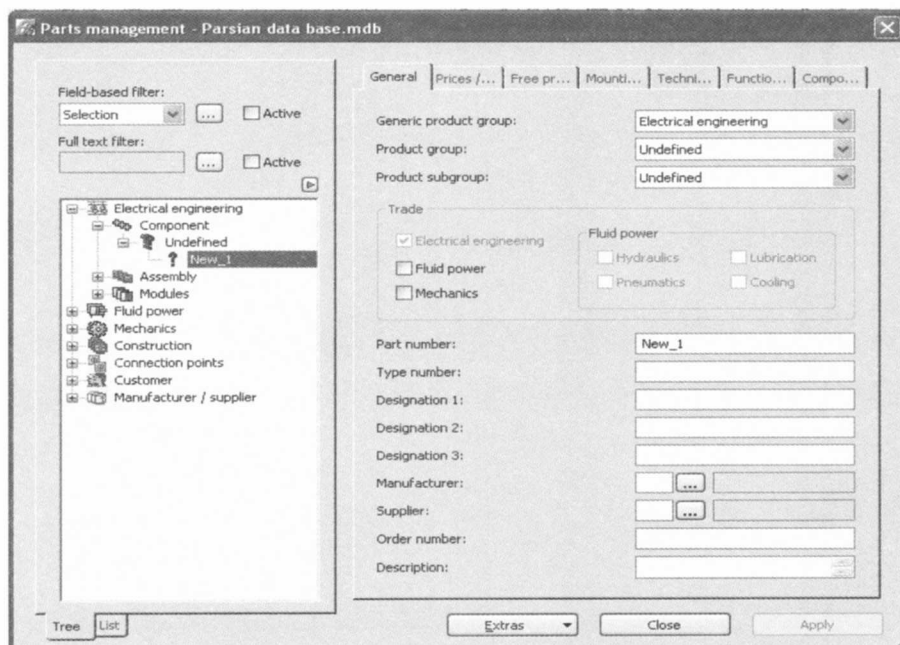 Parts management - Parsian data base.mdb
Field-based filter:
Selection
...
Active
Full text filter:
...
Active
Electrical engineering
Component
Undefined
New_1
Assembly
Modules
Fluid power
Mechanics
Construction
Connection points
Customer
Manufacturer / supplier
Tree
List
General
Prices /...
Free pr...
Mounti...
Techni...
Functio...
Compo...
Generic product group:
Electrical engineering
Product group:
Undefined
Product subgroup:
Undefined
Trade
Electrical engineering
Fluid power
Mechanics
Fluid power
Hydraulics
Lubrication
Pneumatics
Cooling
Part number:
New_1
Type number:
Designation 1:
Designation 2:
Designation 3:
Manufacturer:
...
Supplier:
...
Order number:
Description:
Extras
Close
Apply